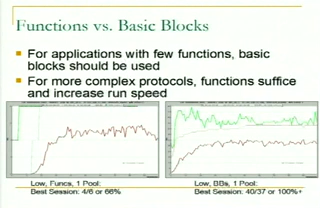 Functions vs. Basic Blocks
For applications with few functions, basic
blocks should be used
For more complex protocols, functions suffice
and increase run speed
Low, Funcs, 1 Pool:
Best Session: 4/6 or 66%
Low, BBs, 1 Pool:
Best Session: 40/37 or 100%+